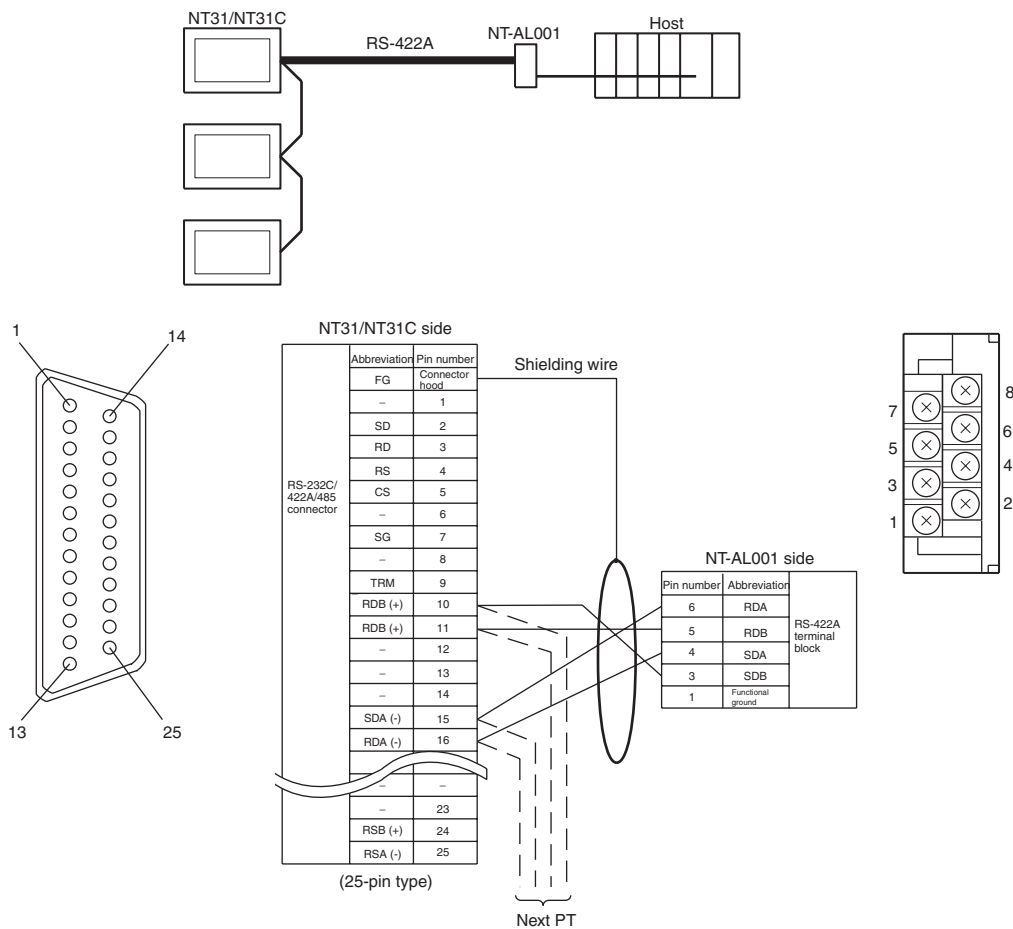 NT31/NT31C
RS-422A
NT-AL001
Host
1
14
13
25
NT31/NT31C side
RS-232C/
422A/485
connector
Abbreviation Pin number
FG Connector hood
– 1
SD 2
RD 3
RS 4
CS 5
– 6
SG 7
– 8
TRM 9
RDB (+) 10
RDB (+) 11
– 12
– 13
– 14
SDA (-) 15
RDA (-) 16
– –
– 23
RSB (+) 24
RSA (-) 25
(25-pin type)
Shielding wire
Next PT
NT-AL001 side
Pin number Abbreviation
6 RDA
5 RDB
4 SDA
3 SDB
1 Functional ground
RS-422A
terminal
block
7
5
3
1
8
6
4
2